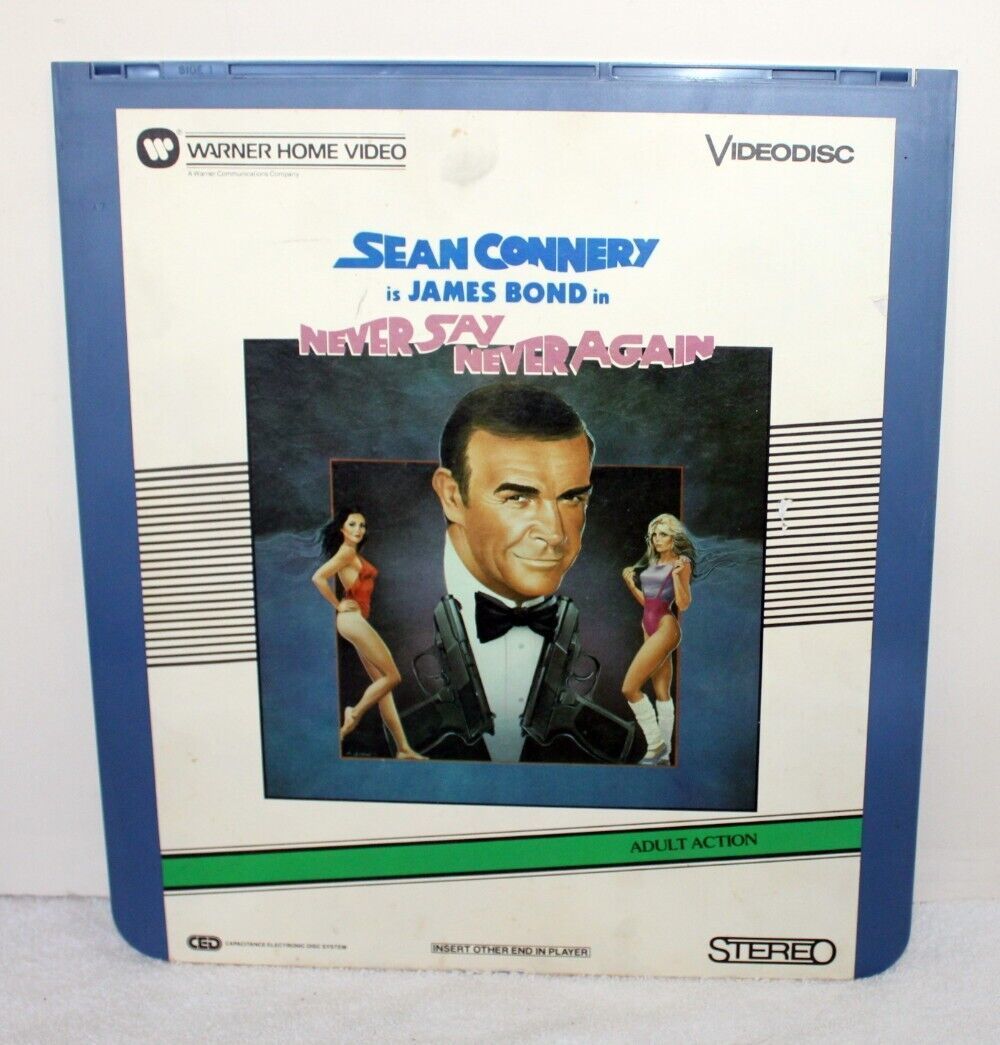 SIDE 1
WARNER HOME VIDEO
A Warner Communications Company
VIDEODISC
SEAN CONNERY
is JAMES BOND in
NEVER SAY
NEVER AGAIN
ADULT ACTION
CED CAPACITANCE ELECTRONIC DISC SYSTEM
INSERT OTHER END IN PLAYER
STEREO